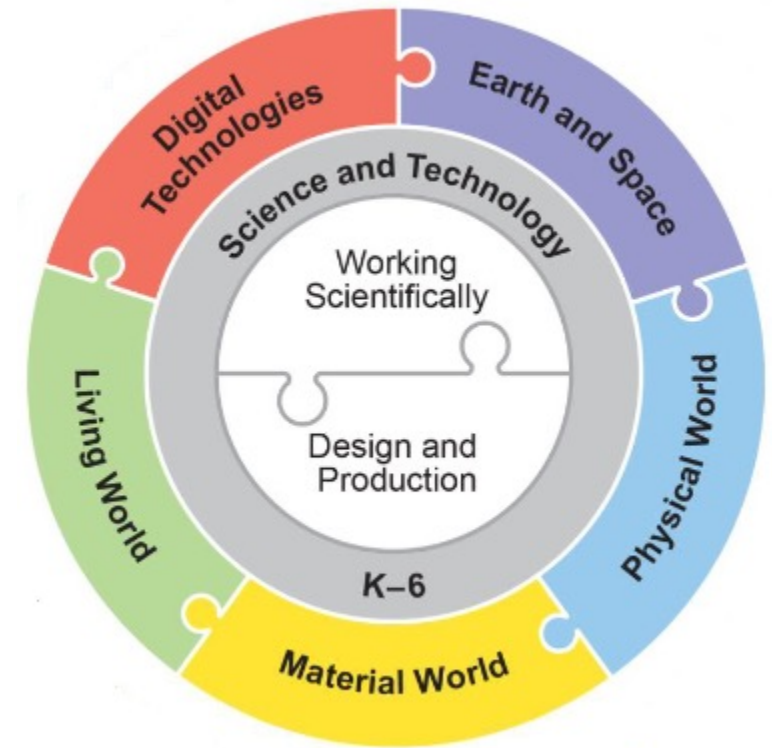 Digital
Technologies
Earth and Space
Science and Technology
Working
Scientifically
Living World
Physical World
Design and
Production
K–6
Material World